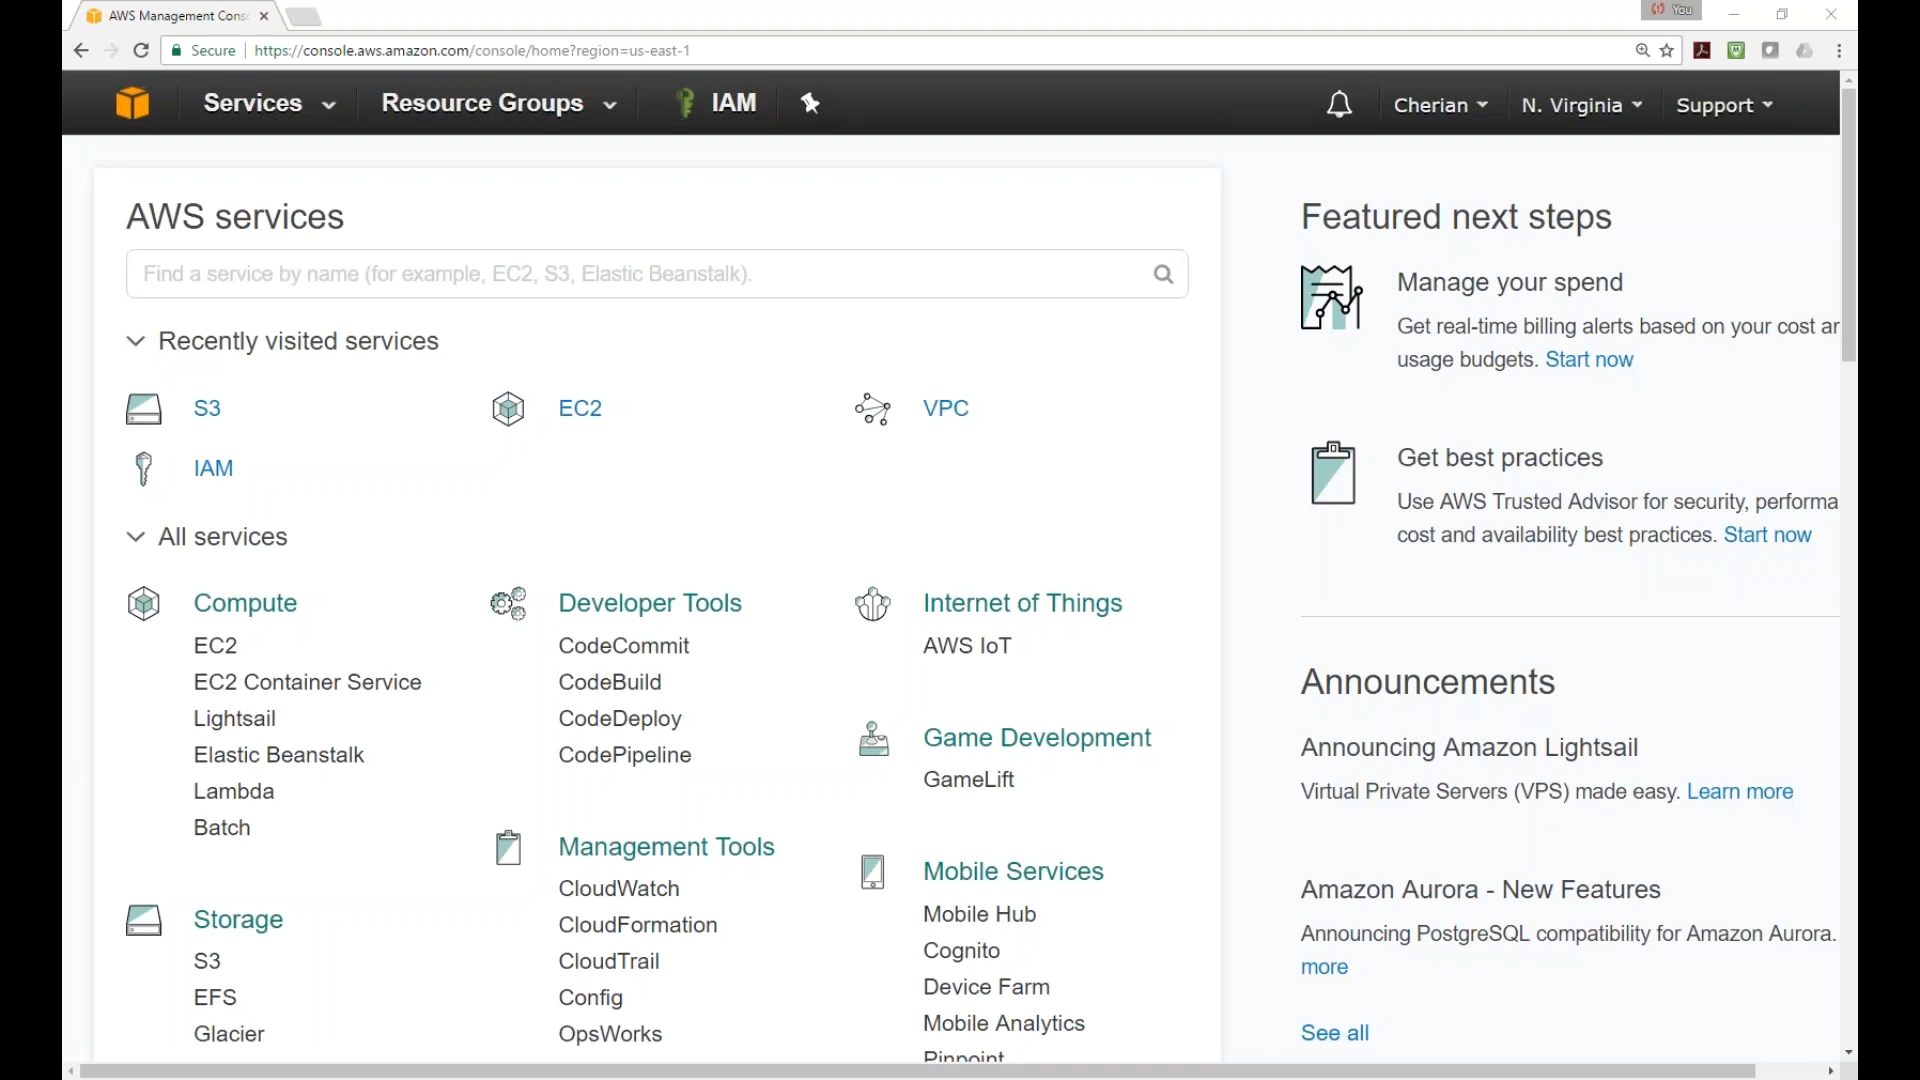 AWS Management Cons
You
Secure
https://console.aws.amazon.com/console/home?region=us-east-1
Services
Resource Groups
IAM
Cherian
N. Virginia
Support
AWS services
Find a service by name (for example, EC2, S3, Elastic Beanstalk).
Recently visited services
S3
EC2
VPC
IAM
All services
Compute
EC2
EC2 Container Service
Lightsail
Elastic Beanstalk
Lambda
Batch
Storage
S3
EFS
Glacier
Developer Tools
CodeCommit
CodeBuild
CodeDeploy
CodePipeline
Management Tools
CloudWatch
CloudFormation
CloudTrail
Config
OpsWorks
Internet of Things
AWS IoT
Game Development
GameLift
Mobile Services
Mobile Hub
Cognito
Device Farm
Mobile Analytics
Pinpoint
Featured next steps
Manage your spend
Get real-time billing alerts based on your cost ar
usage budgets. Start now
Get best practices
Use AWS Trusted Advisor for security, performa
cost and availability best practices. Start now
Announcements
Announcing Amazon Lightsail
Virtual Private Servers (VPS) made easy. Learn more
Amazon Aurora - New Features
Announcing PostgreSQL compatibility for Amazon Aurora.
more
See all